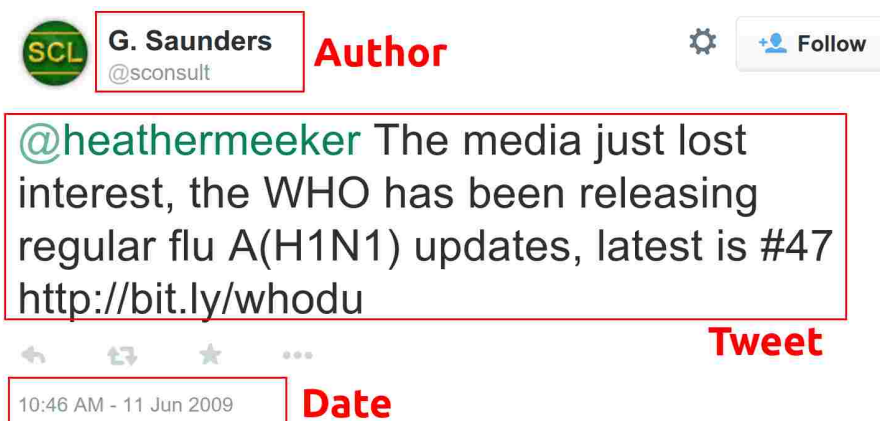 SCL
G. Saunders
@sconsult
Author
Follow
@heathermeeker The media just lost
interest, the WHO has been releasing
regular flu A(H1N1) updates, latest is #47
http://bit.ly/whodu
Tweet
10:46 AM - 11 Jun 2009
Date